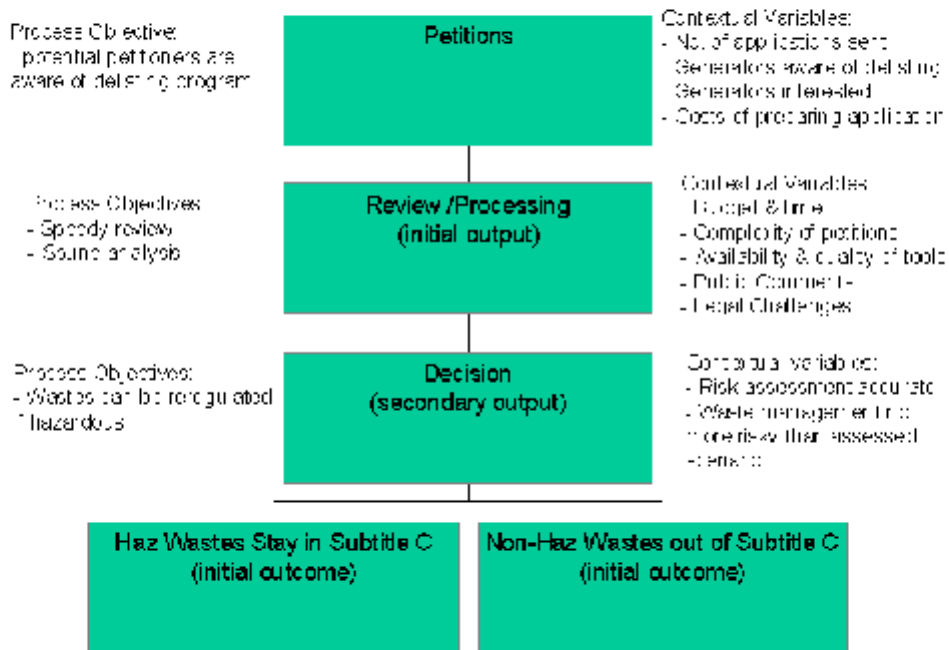 Process Objective:
potential petitioners are
aware of delisting program
Petitions
Contextual Variables:
- No. of applications sent
Generators aware of delisting
Generators interested
- Costs of preparing application
Process Objectives
- Speedy review
- Sound analysis
Review /Processing
(initial output)
Contextual Variables
Budget & time
- Complexity of petitions
- Availability & quality of tools
- Public Comments
- Legal Challenges
Process Objectives:
- Wastes can be reregulated
if hazardous
Decision
(secondary output)
Contextual variables:
- Risk assessment accurate
- Waste management no
more risky than assessed
scenario
Haz Wastes Stay in Subtitle C
(initial outcome)
Non-Haz Wastes out of Subtitle C
(initial outcome)